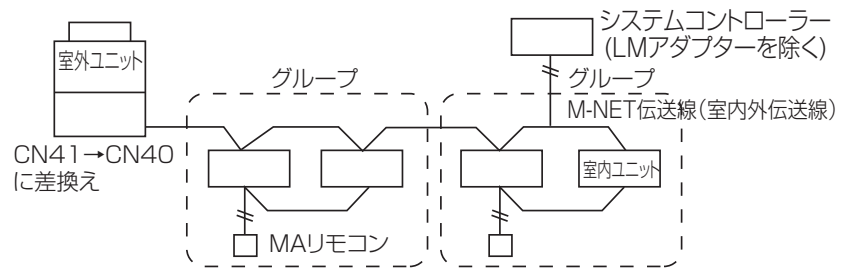 システムコントローラー
(LMアダプターを除く)
室外ユニット
グループ
グループ
M-NET伝送線(室内外伝送線)
CN41→CN40
に差換え
室内ユニット
MAリモコン